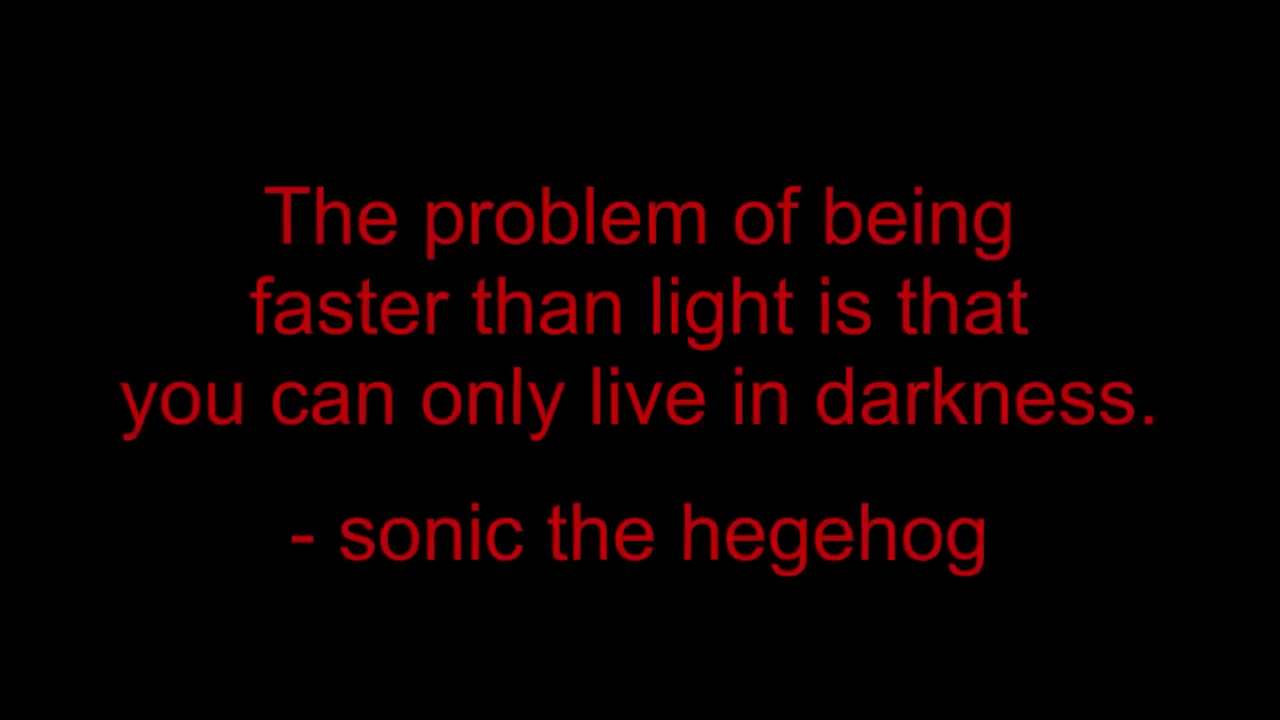 The problem of being
faster than light is that
you can only live in darkness.
- sonic the hegehog